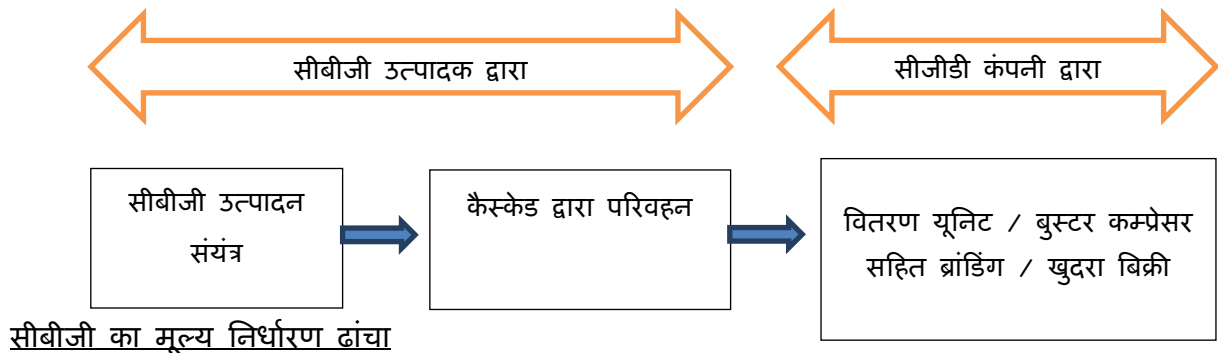 सीबीजी उत्पादक द्वारा
सीजीडी कंपनी द्वारा
सीबीजी उत्पादन
संयंत्र
कैस्केड द्वारा परिवहन
वितरण यूनिट / बुस्टर कम्प्रेसर
सहित ब्रांडिंग / खुदरा बिक्री
सीबीजी का मूल्य निर्धारण ढांचा